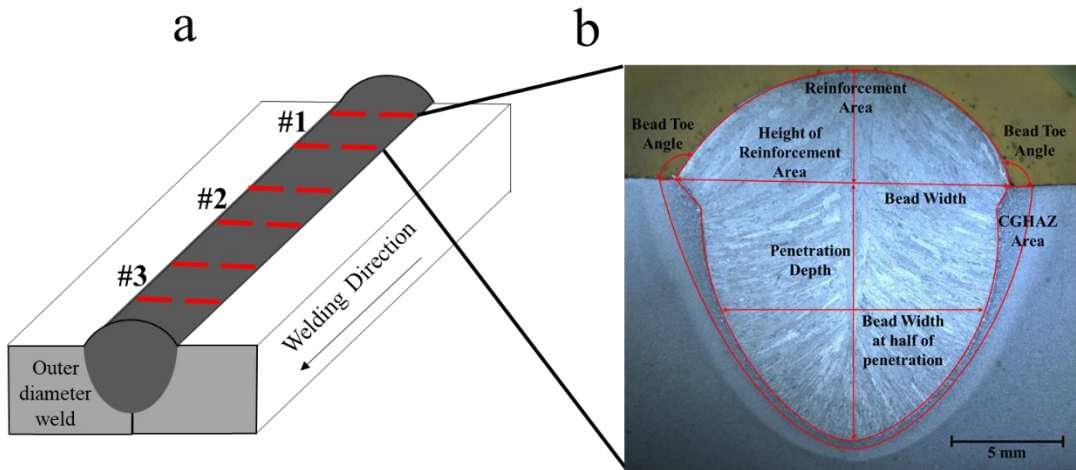 a
b
#1
#2
#3
Welding Direction
Outer
diameter
weld
Reinforcement
Area
Bead Toe
Angle
Height of
Reinforcement
Area
Bead Toe
Angle
Bead Width
CGHAZ
Area
Penetration
Depth
Bead Width
at half of
penetration
5 mm